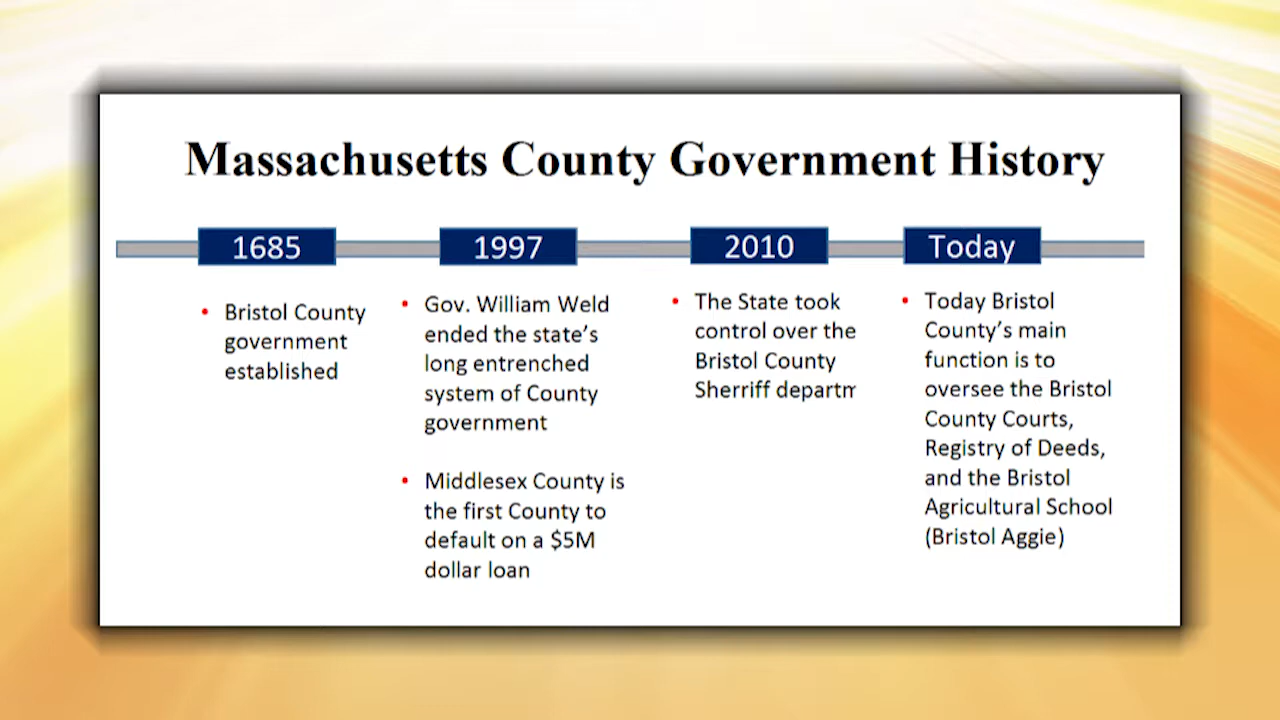 Massachusetts County Government History
1685
1997
2010
Today
• Bristol County
government
established
• Gov. William Weld
ended the state's
long entrenched
system of County
government
• Middlesex County is
the first County to
default on a $5M
dollar loan
• The State took
control over the
Bristol County
Sherriff
• Today Bristol
County's main
function is to
oversee the Bristol
County Courts,
Registry of Deeds,
and the Bristol
Agricultural School
(Bristol Aggie)